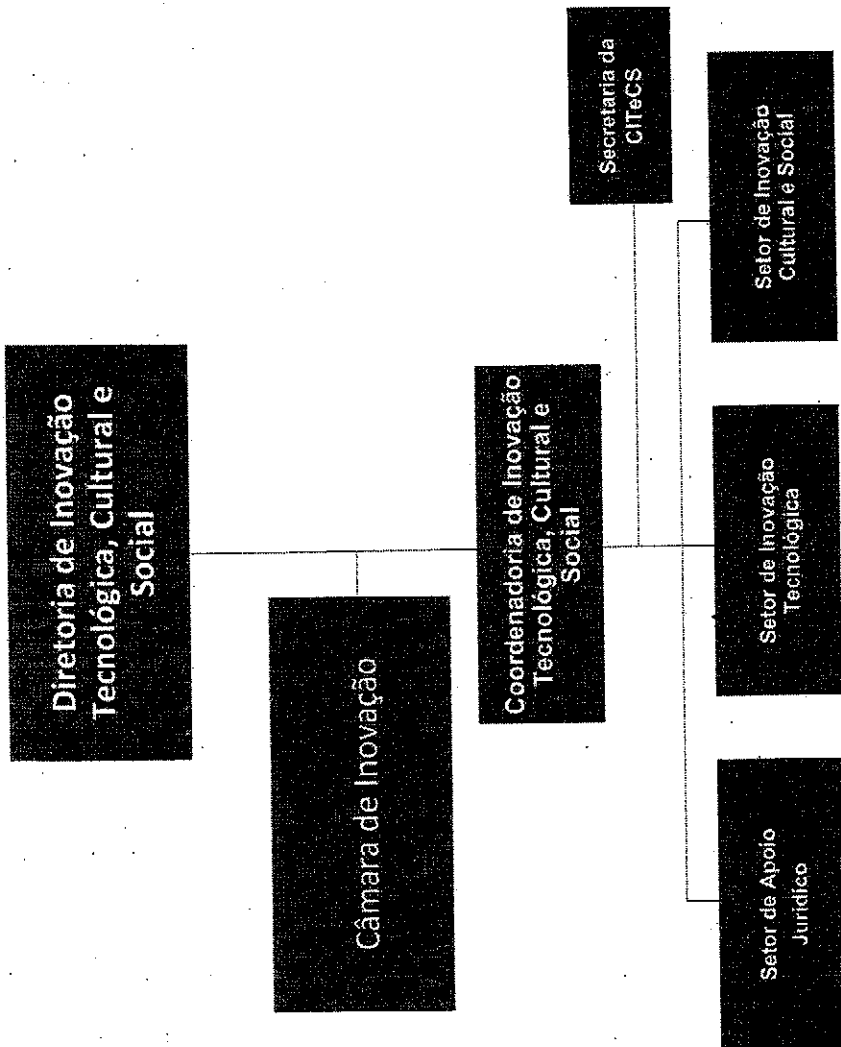 Diretoria de Inovação
Tecnológica, Cultural e
Social
Câmara de Inovação
Coordenadoria de Inovação
Tecnológica, Cultural e
Social
Secretaria da
CITeCS
Setor de Apoio
Jurídico
Setor de Inovação
Tecnológica
Setor de Inovação
Cultural e Social